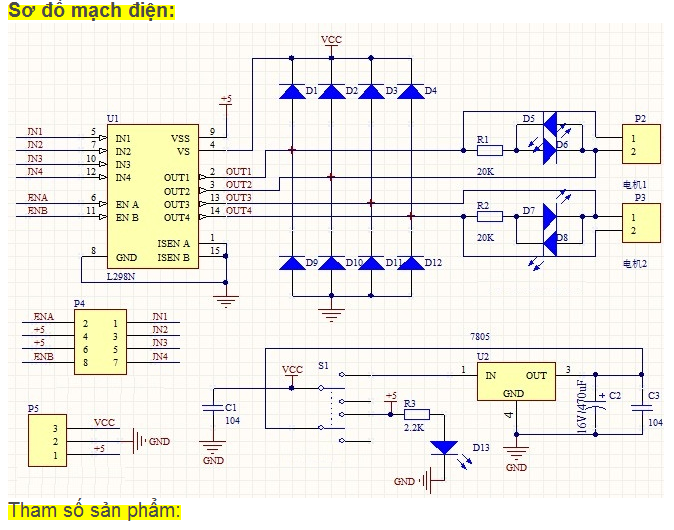 Sơ đồ mạch điện:
VCC
D1 D2 D3 D4
+5
U1
IN1 5 IN1 VSS 9
IN2 7 IN2 VS 4
IN3 10 IN3
IN4 12 IN4 OUT1 2 OUT1
OUT2 3 OUT2
ENA 6 EN A OUT3 13 OUT3
ENB 11 EN B OUT4 14 OUT4
ISEN A 1
8 GND ISEN B 15
L298N
D9 D10 D11 D12
D5 P2
R1 D6 1
20K 2
电机1
P3
R2 D7 1
20K D8 2
电机2
P4
ENA 2 1 IN1
+5 4 3 IN2
+5 6 5 IN3
ENB 8 7 IN4
P5
3 VCC
2 GND
1 +5
7805
VCC S1 U2
1 IN OUT 3
GND
4
C1
104
GND
+5 R3
2.2K
D13
GND
16V/470uF + C2 C3
104
GND
Tham số sản phẩm: